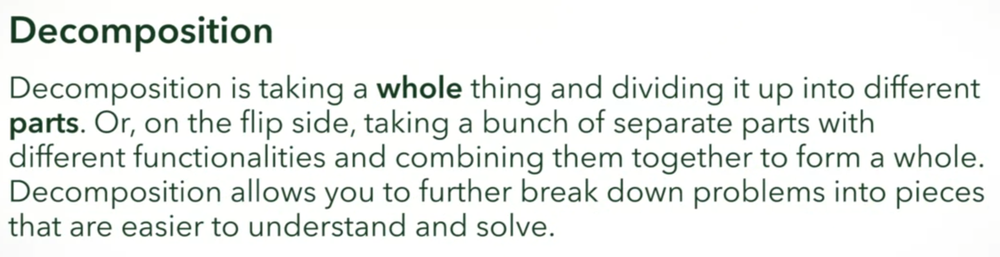 Decomposition
Decomposition is taking a whole thing and dividing it up into different
parts. Or, on the flip side, taking a bunch of separate parts with
different functionalities and combining them together to form a whole.
Decomposition allows you to further break down problems into pieces
that are easier to understand and solve.